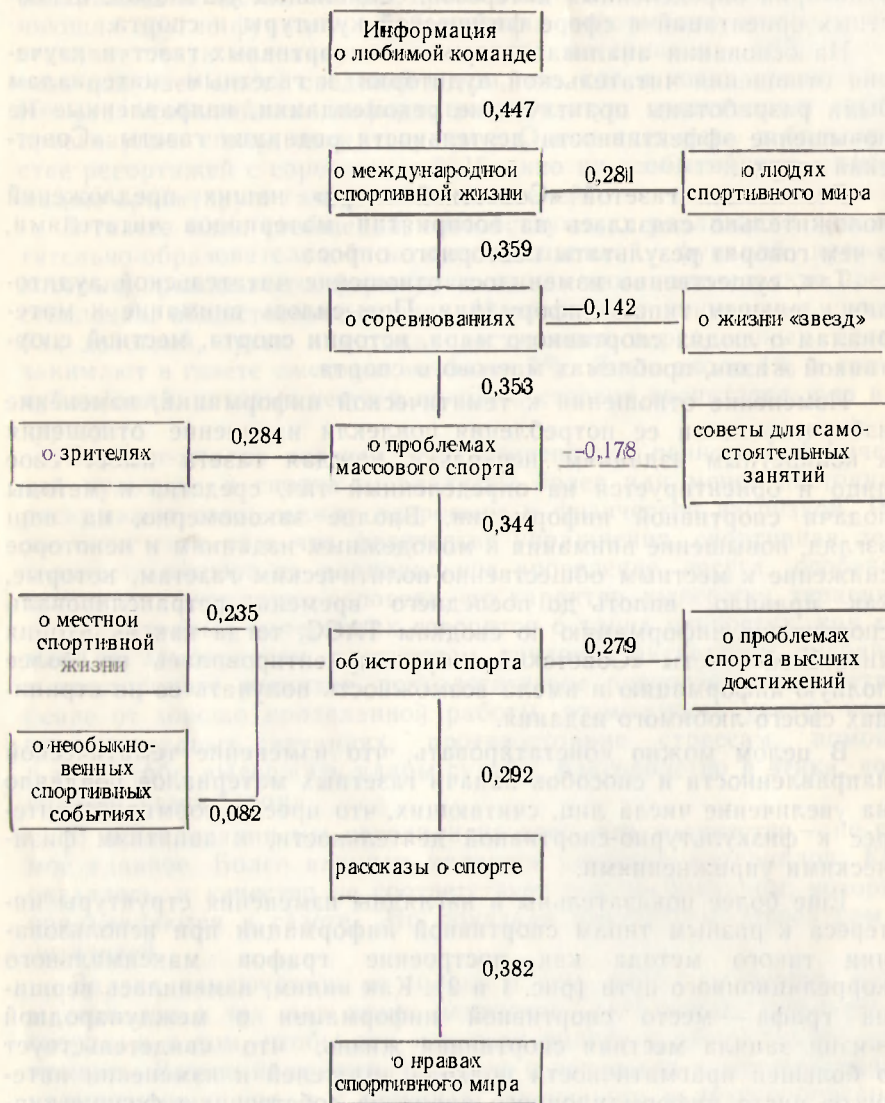 Информация
о любимой команде
0,447
о международной
спортивной жизни
0,281
о людях
спортивного мира
0,359
о соревнованиях
—0,142
о жизни «звезд»
0,353
о зрителях
0,284
о проблемах
массового спорта
—0,178
советы для само-
стоятельных
занятий
0,344
о местной
спортивной
жизни
0,235
об истории спорта
0,279
о проблемах
спорта высших
достижений
о необыкно-
венных
спортивных
событиях
0,082
0,292
рассказы о спорте
0,382
о нравах
спортивного мира